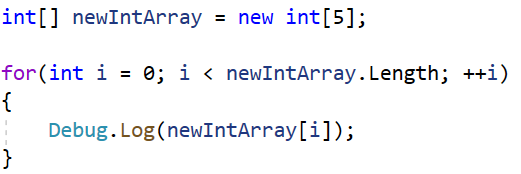 int[] newIntArray = new int[5];
for(int i = 0; i < newIntArray.Length; ++i)
{
Debug.Log(newIntArray[i]);
}